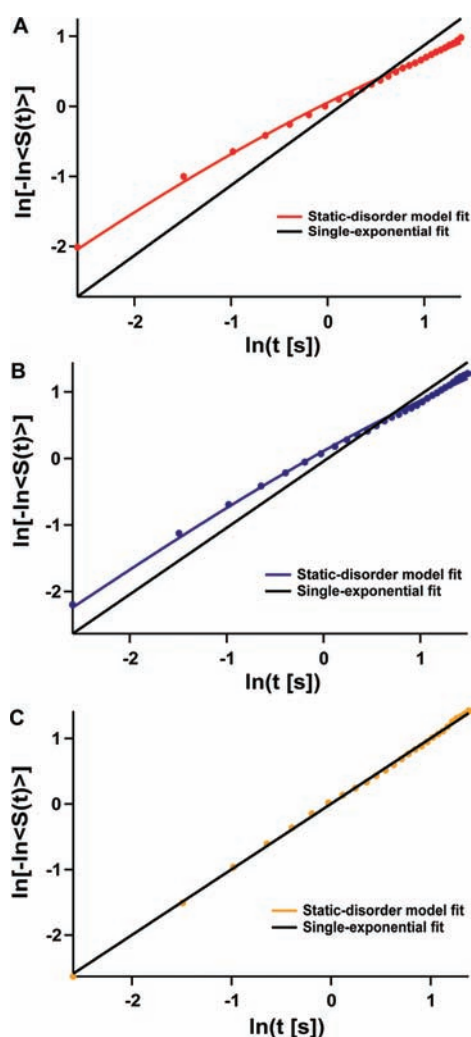 A
1
0
-1
-2
ln[-ln<S(t)>]
Static-disorder model fit
Single-exponential fit
-2 -1 0 1
ln(t [s])
B
1
0
-1
-2
ln[-ln<S(t)>]
Static-disorder model fit
Single-exponential fit
-2 -1 0 1
ln(t [s])
C
1
0
-1
-2
ln[-ln<S(t)>]
Static-disorder model fit
Single-exponential fit
-2 -1 0 1
ln(t [s])